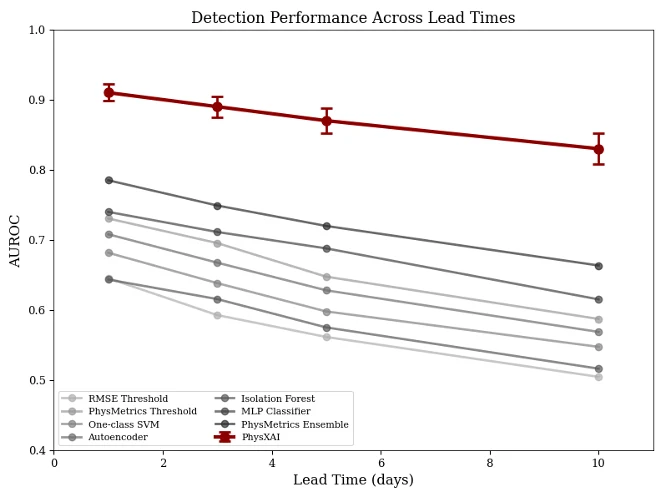 Detection Performance Across Lead Times
1.0
0.9
0.8
0.7
0.6
0.5
0.4
AUROC
RMSE Threshold
PhysMetrics Threshold
One-class SVM
Autoencoder
Isolation Forest
MLP Classifier
PhysMetrics Ensemble
PhysXAI
0 2 4 6 8 10
Lead Time (days)